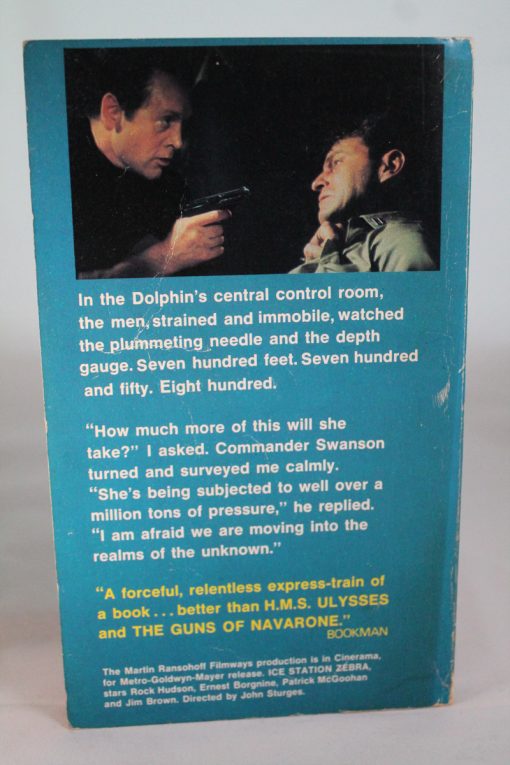 In the Dolphin's central control room,
the men, strained and immobile, watched
the plummeting needle and the depth
gauge. Seven hundred feet. Seven hundred
and fifty. Eight hundred.
"How much more of this will she
take?" I asked. Commander Swanson
turned and surveyed me calmly.
"She's being subjected to well over a
million tons of pressure," he replied.
"I am afraid we are moving into the
realms of the unknown."
"A forceful, relentless express-train of
a book...better than H.M.S. ULYSSES
and THE GUNS OF NAVARONE."
BOOKMAN
The Martin Ransohoff Filmways production is in Cinerama,
for Metro-Goldwyn-Mayer release. ICE STATION ZEBRA,
stars Rock Hudson, Ernest Borgnine, Patrick McGoohan
and Jim Brown. Directed by John Sturges.